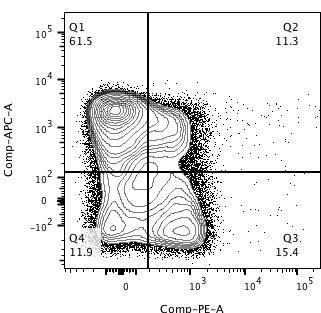 Q1
61.5
Q2
11.3
10⁵
10⁴
10³
10²
0
-10²
Comp-APC-A
Q4
11.9
Q3
15.4
0
10³
10⁴
10⁵
Comp-PE-A